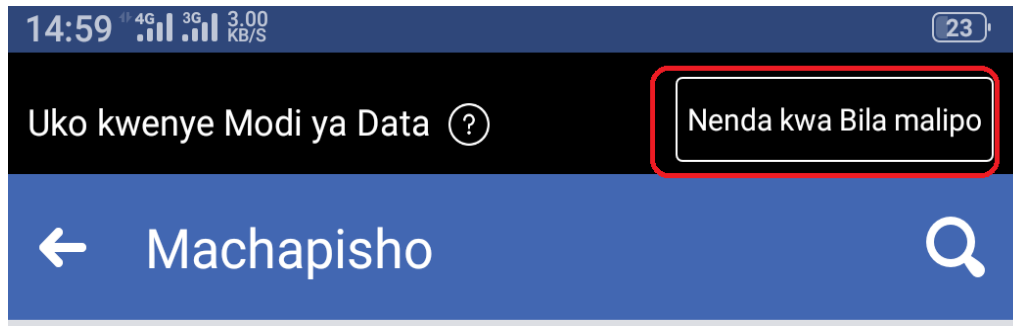 14:59 4G 3G 3.00 KB/S 23
Uko kwenye Modi ya Data ? Nenda kwa Bila malipo
Machapisho